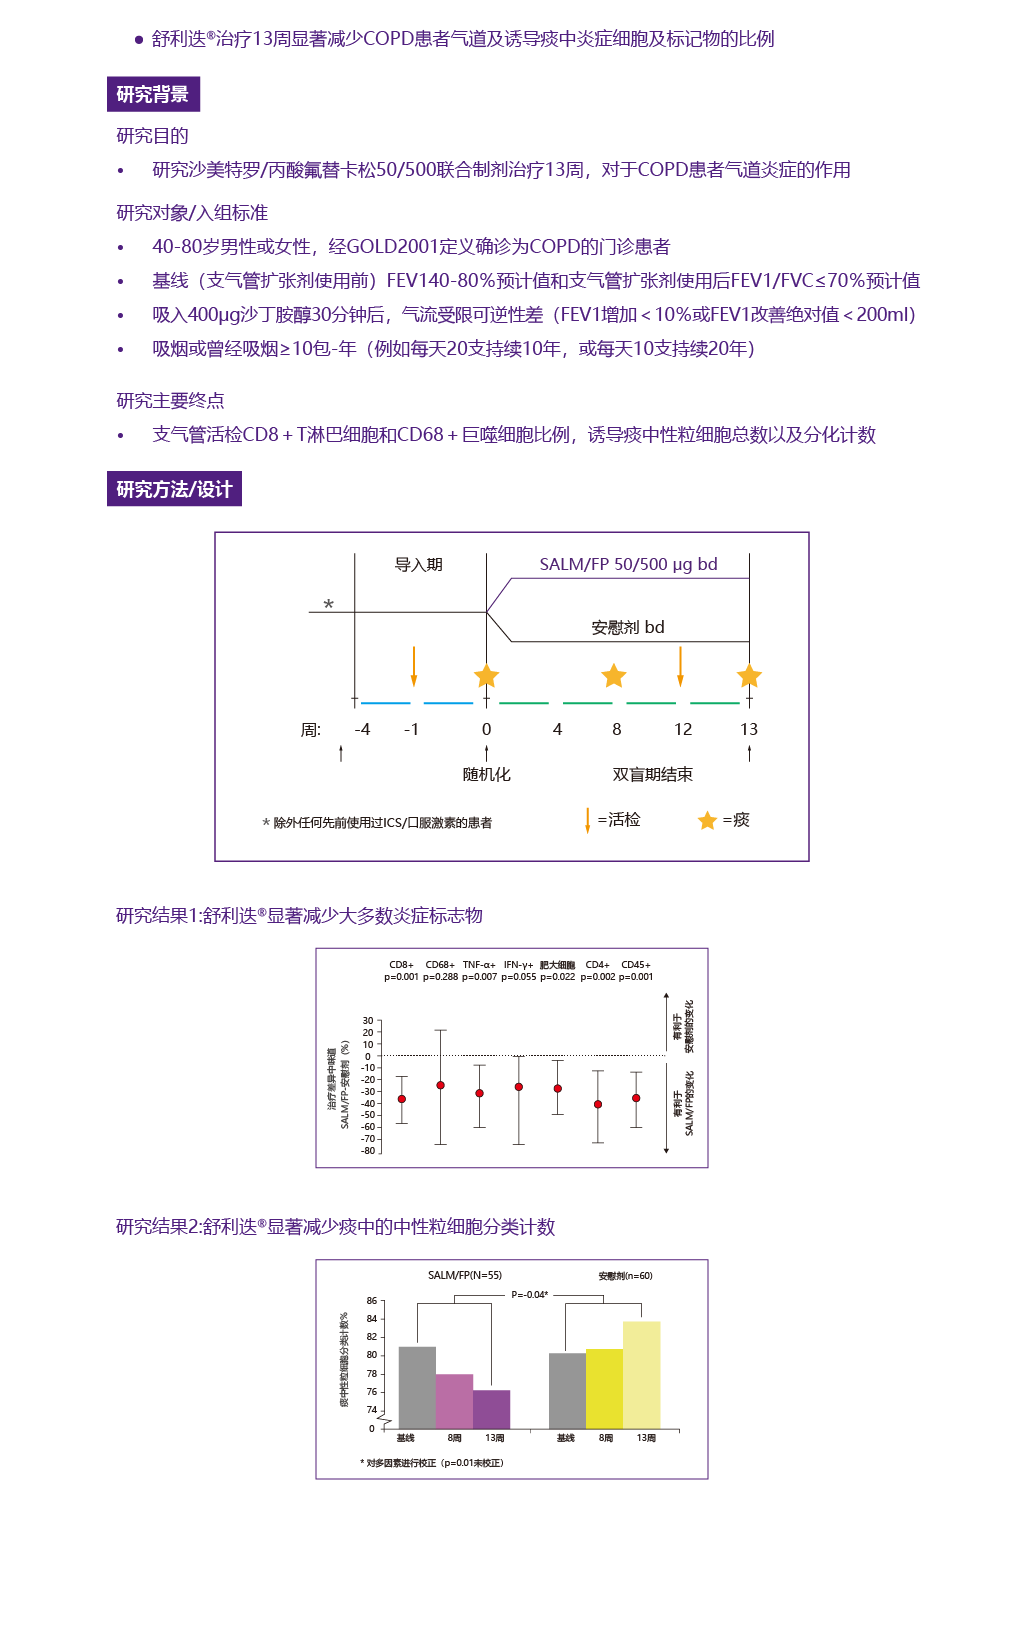 ● 舒利迭®治疗13周显著减少COPD患者气道及诱导痰中炎症细胞及标记物的比例
研究背景
研究目的
• 研究沙美特罗/丙酸氟替卡松50/500联合制剂治疗13周，对于COPD患者气道炎症的作用
研究对象/入组标准
• 40-80岁男性或女性，经GOLD2001定义确诊为COPD的门诊患者
• 基线（支气管扩张剂使用前）FEV140-80%预计值和支气管扩张剂使用后FEV1/FVC≤70%预计值
• 吸入400μg沙丁胺醇30分钟后，气流受限可逆性差（FEV1增加＜10%或FEV1改善绝对值＜200ml）
• 吸烟或曾经吸烟≥10包-年（例如每天20支持续10年，或每天10支持续20年）
研究主要终点
• 支气管活检CD8＋T淋巴细胞和CD68＋巨噬细胞比例，诱导痰中性粒细胞总数以及分化计数
研究方法/设计
导入期 SALM/FP 50/500 μg bd
*
安慰剂 bd
周: -4 -1 0 4 8 12 13
随机化 双盲期结束
* 除外任何先前使用过ICS/口服激素的患者 =活检 =痰
研究结果1:舒利迭®显著减少大多数炎症标志物
CD8+ CD68+ TNF-α+ IFN-γ+ 肥大细胞 CD4+ CD45+
p=0.001 p=0.288 p=0.007 p=0.055 p=0.022 p=0.002 p=0.001
治疗差异中味道
SALM/FP-安慰剂（%）
30
20
10
0
-10
-20
-30
-40
-50
-60
-70
-80
有利于
安慰剂的变化
有利于
SALM/FP的变化
研究结果2:舒利迭®显著减少痰中的中性粒细胞分类计数
SALM/FP(N=55) 安慰剂(n=60)
P=-0.04*
痰中性粒细胞分类计数%
86
84
82
80
78
76
74
0
基线 8周 13周 基线 8周 13周
* 对多因素进行校正（p=0.01未校正）